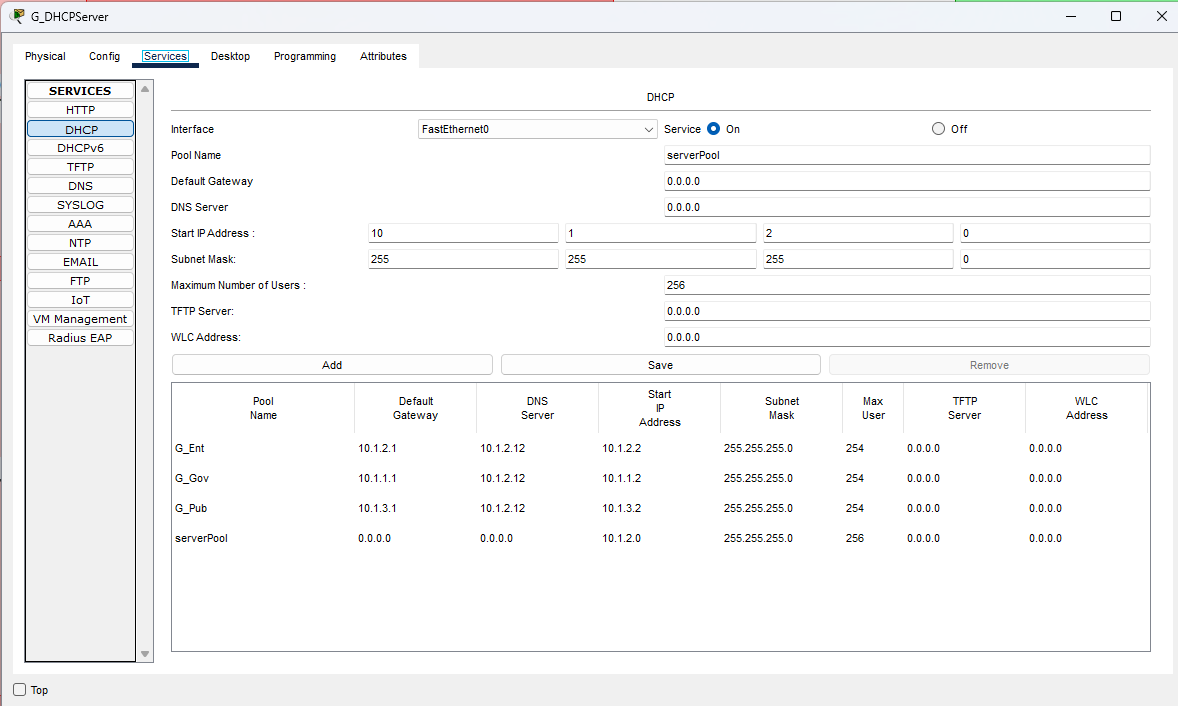 G_DHCPServer
Physical Config Services Desktop Programming Attributes
SERVICES
HTTP
DHCP
DHCPv6
TFTP
DNS
SYSLOG
AAA
NTP
EMAIL
FTP
IoT
VM Management
Radius EAP
DHCP
Interface FastEthernet0 Service On Off
Pool Name serverPool
Default Gateway 0.0.0.0
DNS Server 0.0.0.0
Start IP Address : 10 1 2 0
Subnet Mask: 255 255 255 0
Maximum Number of Users : 256
TFTP Server: 0.0.0.0
WLC Address: 0.0.0.0
Add Save Remove
Pool Name Default Gateway DNS Server Start IP Address Subnet Mask Max User TFTP Server WLC Address
G_Ent 10.1.2.1 10.1.2.12 10.1.2.2 255.255.255.0 254 0.0.0.0 0.0.0.0
G_Gov 10.1.1.1 10.1.2.12 10.1.1.2 255.255.255.0 254 0.0.0.0 0.0.0.0
G_Pub 10.1.3.1 10.1.2.12 10.1.3.2 255.255.255.0 254 0.0.0.0 0.0.0.0
serverPool 0.0.0.0 0.0.0.0 10.1.2.0 255.255.255.0 256 0.0.0.0 0.0.0.0
Top